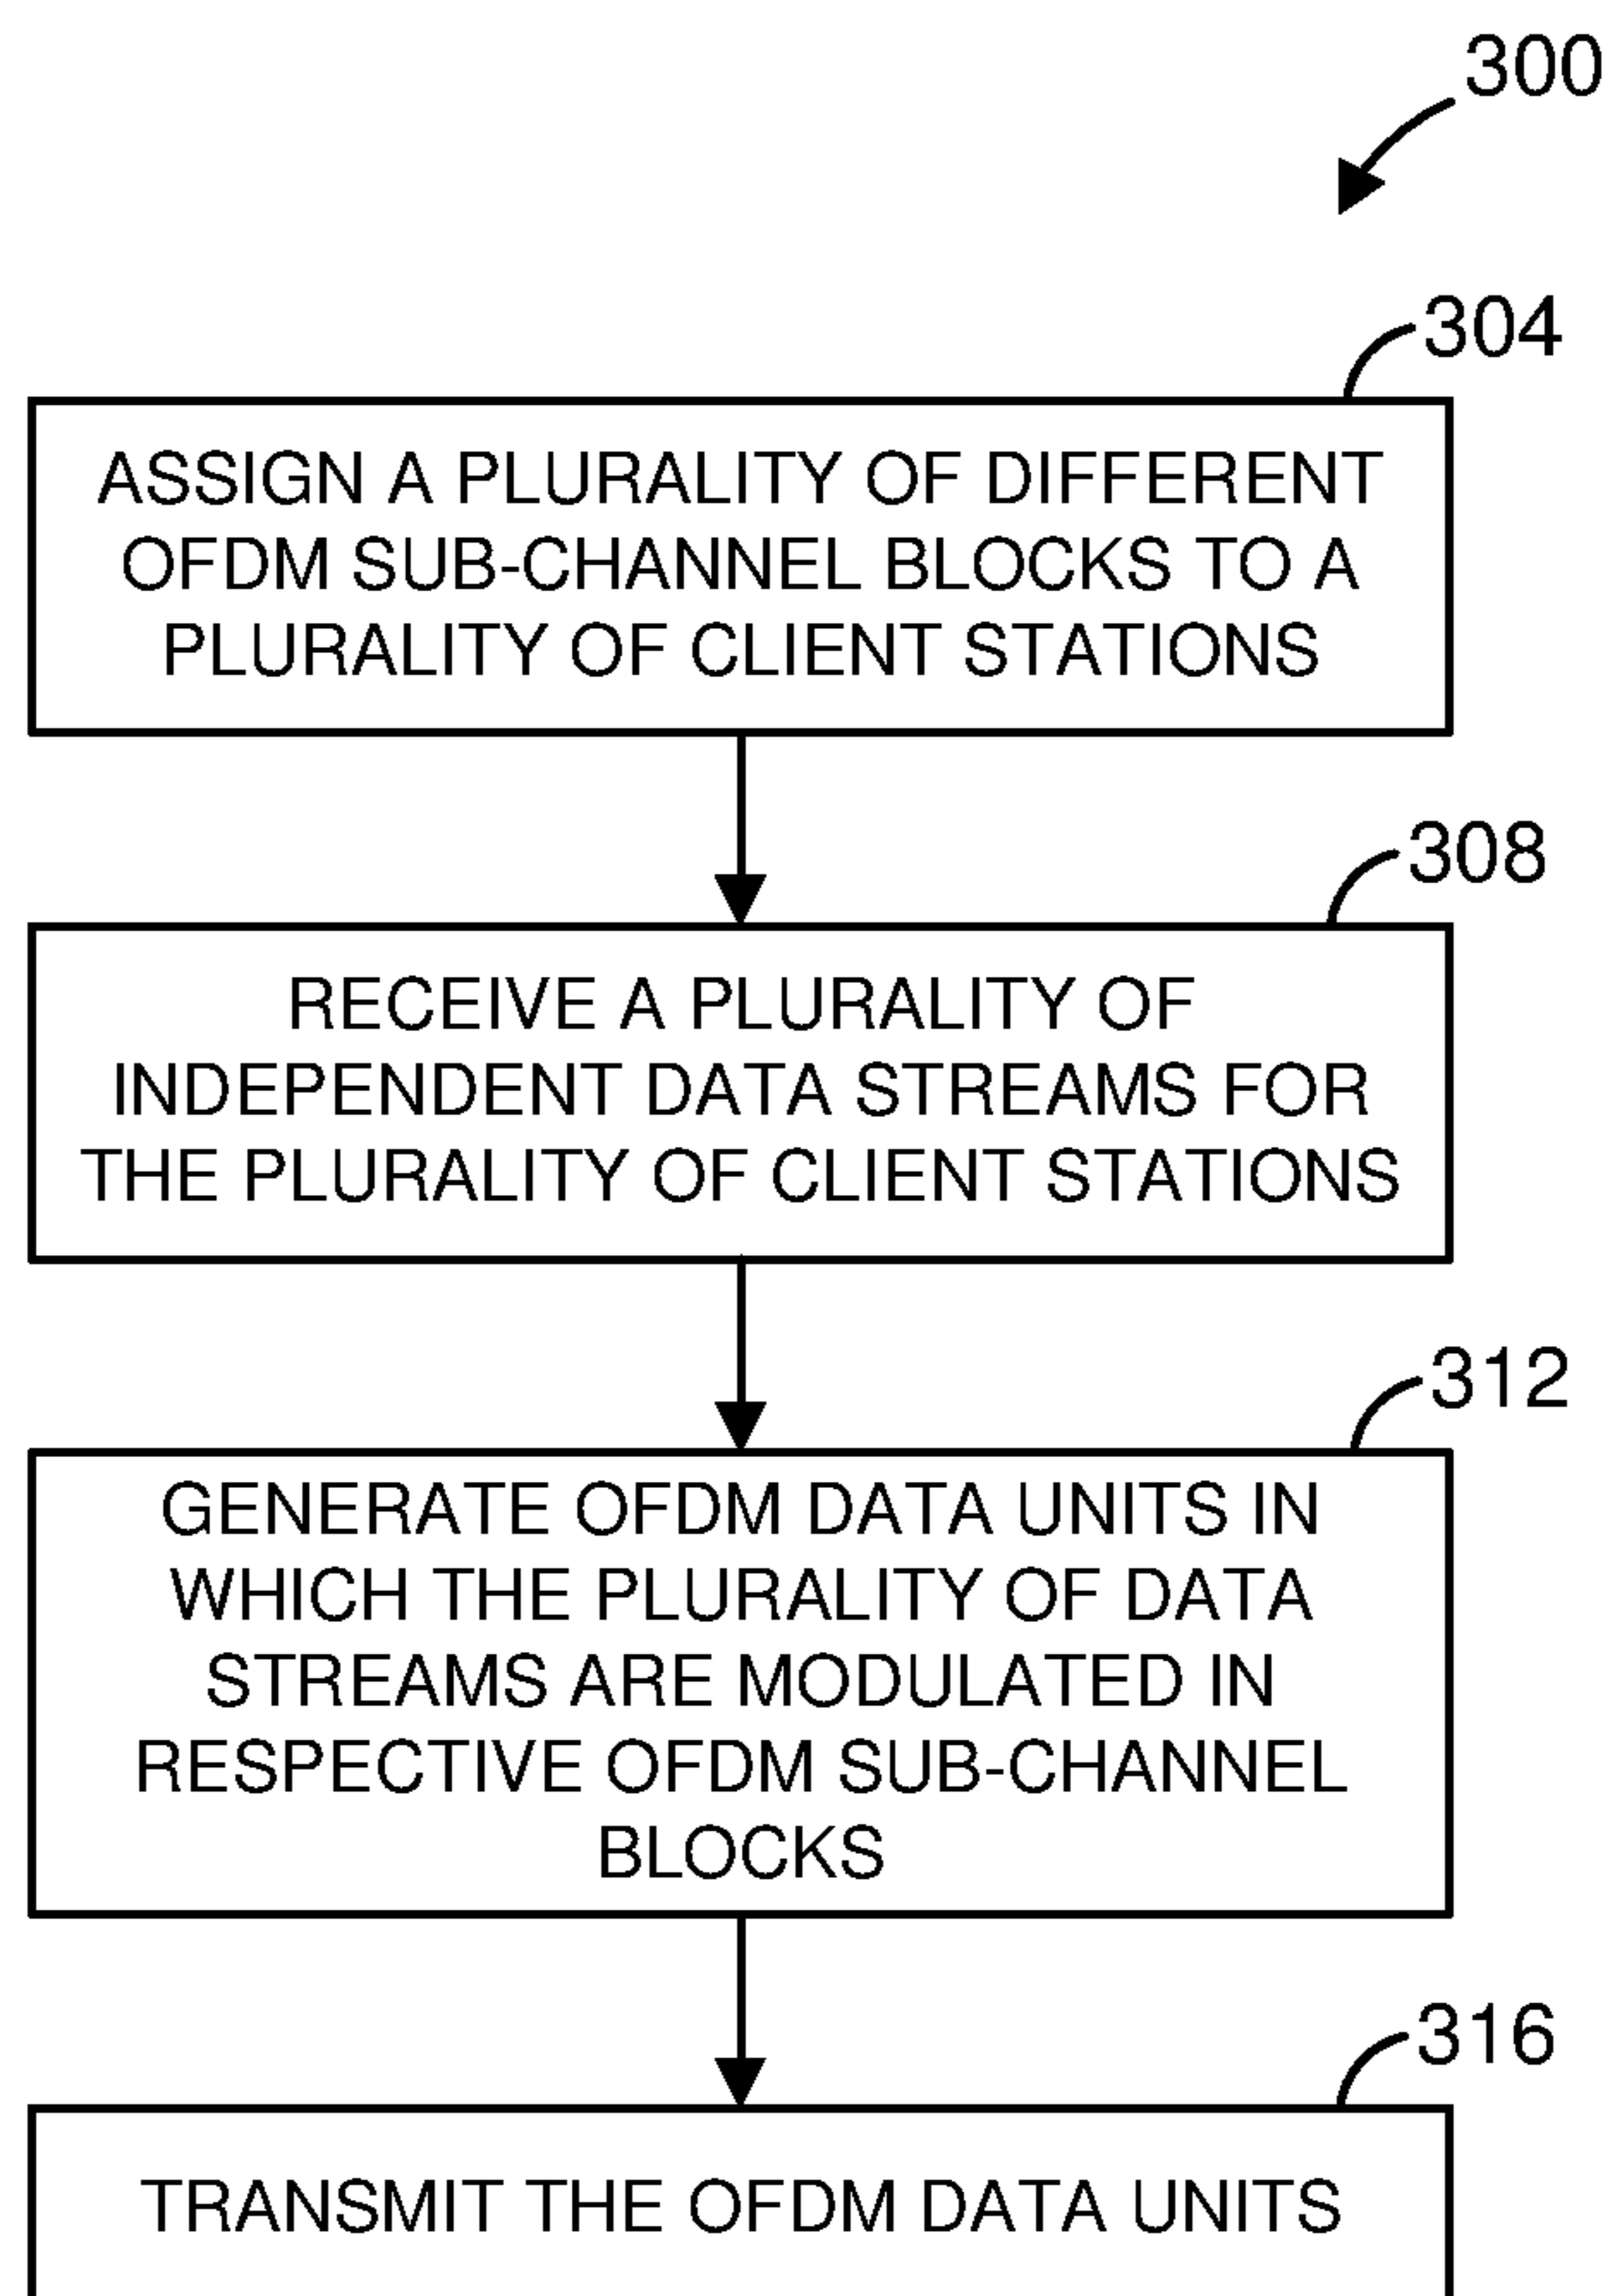 300
304
ASSIGN A PLURALITY OF DIFFERENT
OFDM SUB-CHANNEL BLOCKS TO A
PLURALITY OF CLIENT STATIONS
308
RECEIVE A PLURALITY OF
INDEPENDENT DATA STREAMS FOR
THE PLURALITY OF CLIENT STATIONS
312
GENERATE OFDM DATA UNITS IN
WHICH THE PLURALITY OF DATA
STREAMS ARE MODULATED IN
RESPECTIVE OFDM SUB-CHANNEL
BLOCKS
316
TRANSMIT THE OFDM DATA UNITS